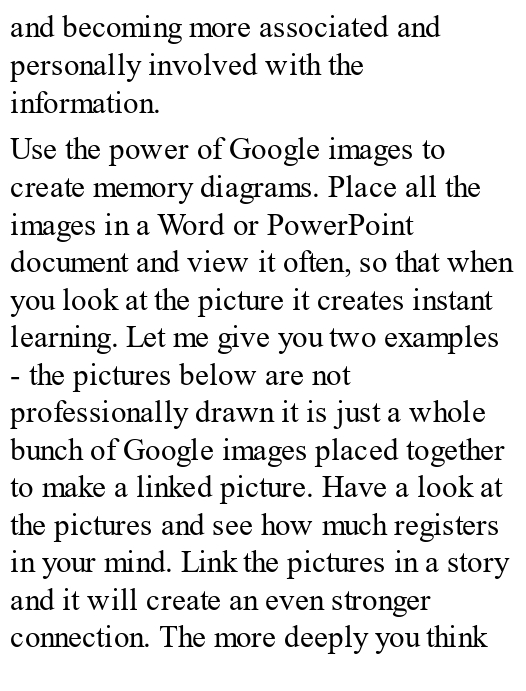 and becoming more associated and
personally involved with the
information.
Use the power of Google images to
create memory diagrams. Place all the
images in a Word or PowerPoint
document and view it often, so that when
you look at the picture it creates instant
learning. Let me give you two examples
- the pictures below are not
professionally drawn it is just a whole
bunch of Google images placed together
to make a linked picture. Have a look at
the pictures and see how much registers
in your mind. Link the pictures in a story
and it will create an even stronger
connection. The more deeply you think